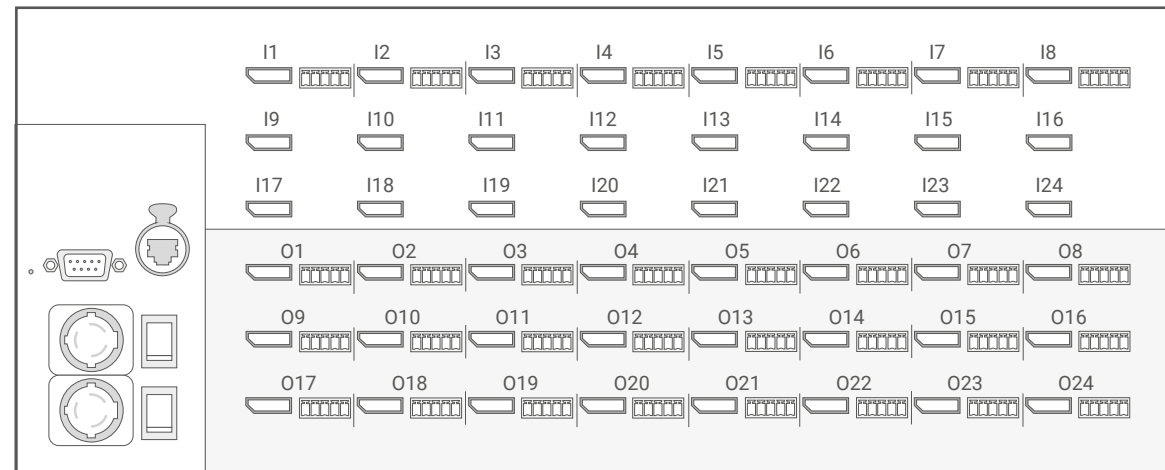 I1 I2 I3 I4 I5 I6 I7 I8
I9 I10 I11 I12 I13 I14 I15 I16
I17 I18 I19 I20 I21 I22 I23 I24
O1 O2 O3 O4 O5 O6 O7 O8
O9 O10 O11 O12 O13 O14 O15 O16
O17 O18 O19 O20 O21 O22 O23 O24